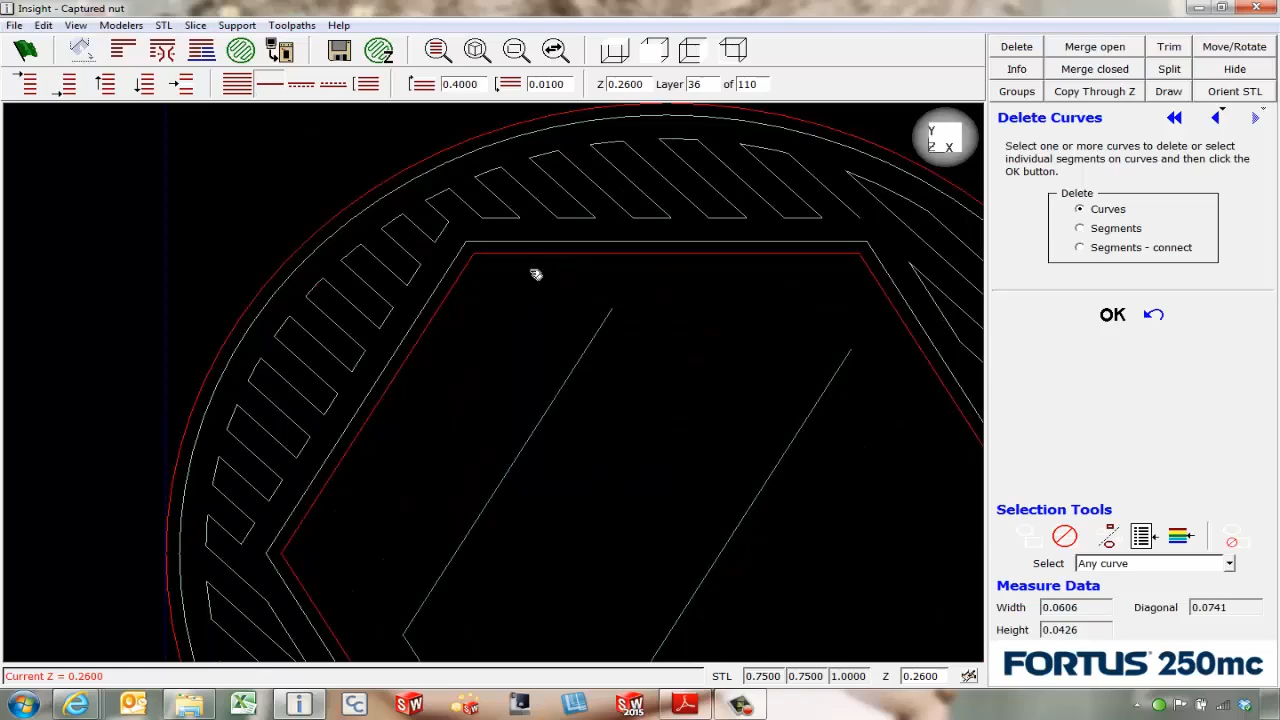 Insight - Captured nut
File Edit View Modelers STL Slice Support Toolpaths Help
Delete Merge open Trim Move/Rotate
Info Merge closed Split Hide
Groups Copy Through Z Draw Orient STL
0.4000 0.0100 Z 0.2600 Layer 36 of 110
Z
Y
Z X
Delete Curves
Select one or more curves to delete or select
individual segments on curves and then click the
OK button.
Delete
Curves
Segments
Segments - connect
OK
Selection Tools
Select Any curve
Measure Data
Width 0.0606 Diagonal 0.0741
Height 0.0426
FORTUS 250mc
Current Z = 0.2600
STL 0.7500 0.7500 1.0000 Z 0.2600
SW
SW
2015